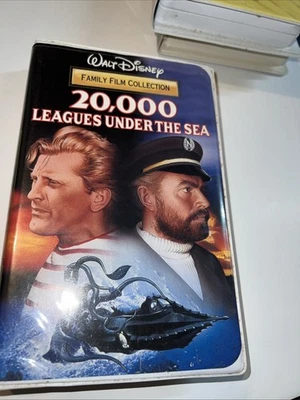 WALT DISNEY
FAMILY FILM COLLECTION
20,000
LEAGUES UNDER THE SEA